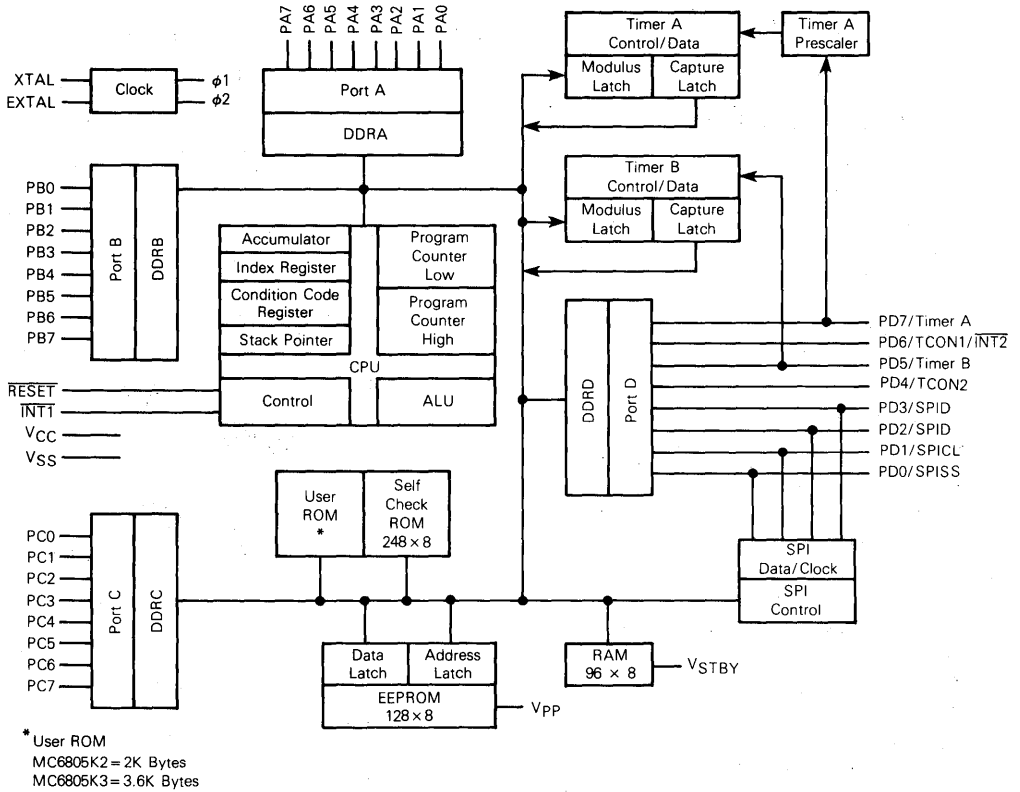 PA7
PA6
PA5
PA4
PA3
PA2
PA1
PA0
XTAL
EXTAL
Clock
ϕ1
ϕ2
Port A
DDRA
Timer A
Control/Data
Modulus
Latch
Capture
Latch
Timer A
Prescaler
Timer B
Control/Data
Modulus
Latch
Capture
Latch
PB0
PB1
PB2
PB3
PB4
PB5
PB6
PB7
Port B
DDRB
Accumulator
Index Register
Condition Code
Register
Stack Pointer
Program
Counter
Low
Program
Counter
High
CPU
Control
ALU
RESET
INT1
VCC
VSS
DDRD
Port D
PD7/Timer A
PD6/TCON1/INT2
PD5/Timer B
PD4/TCON2
PD3/SPID
PD2/SPID
PD1/SPICL
PD0/SPISS
User
ROM
*
Self
Check
ROM
248×8
PC0
PC1
PC2
PC3
PC4
PC5
PC6
PC7
Port C
DDRC
SPI
Data/Clock
SPI
Control
Data
Latch
Address
Latch
EEPROM
128×8
VPP
RAM
96 × 8
VSTBY
* User ROM
MC6805K2=2K Bytes
MC6805K3=3.6K Bytes